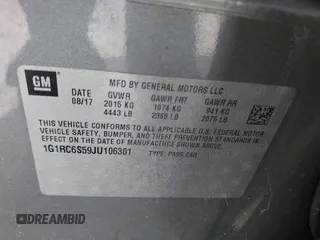 GM
MFD BY GENERAL MOTORS LLC
DATE GVWR GAWR FRT GAWR RR
08/17 2015 KG 1074 KG 941 KG
4443 LB 2368 LB 2075 LB
THIS VEHICLE CONFORMS TO ALL APPLICABLE U.S. FEDERAL MOTOR
VEHICLE SAFETY, BUMPER, AND THEFT PREVENTION STANDARDS
IN EFFECT ON THE DATE OF MANUFACTURE SHOWN ABOVE.
1G1RC6S59JU106301 TYPE: PASS CAR